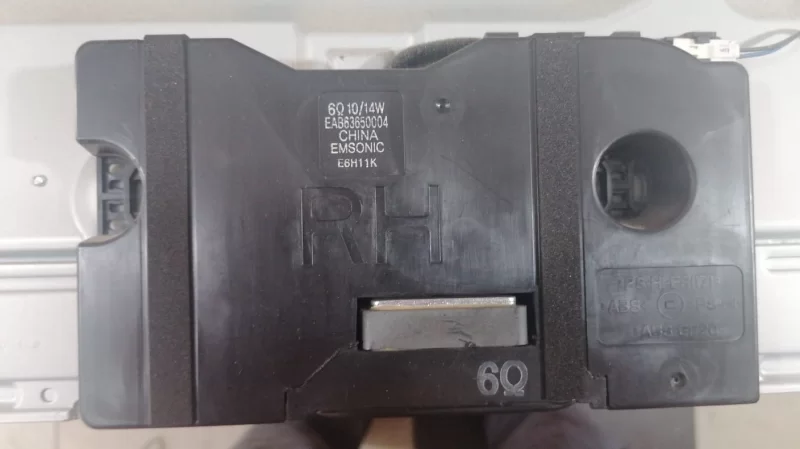 6Ω 10/14W
EAB63650004
CHINA
EMSONIC
E6H11K
RH
6Ω